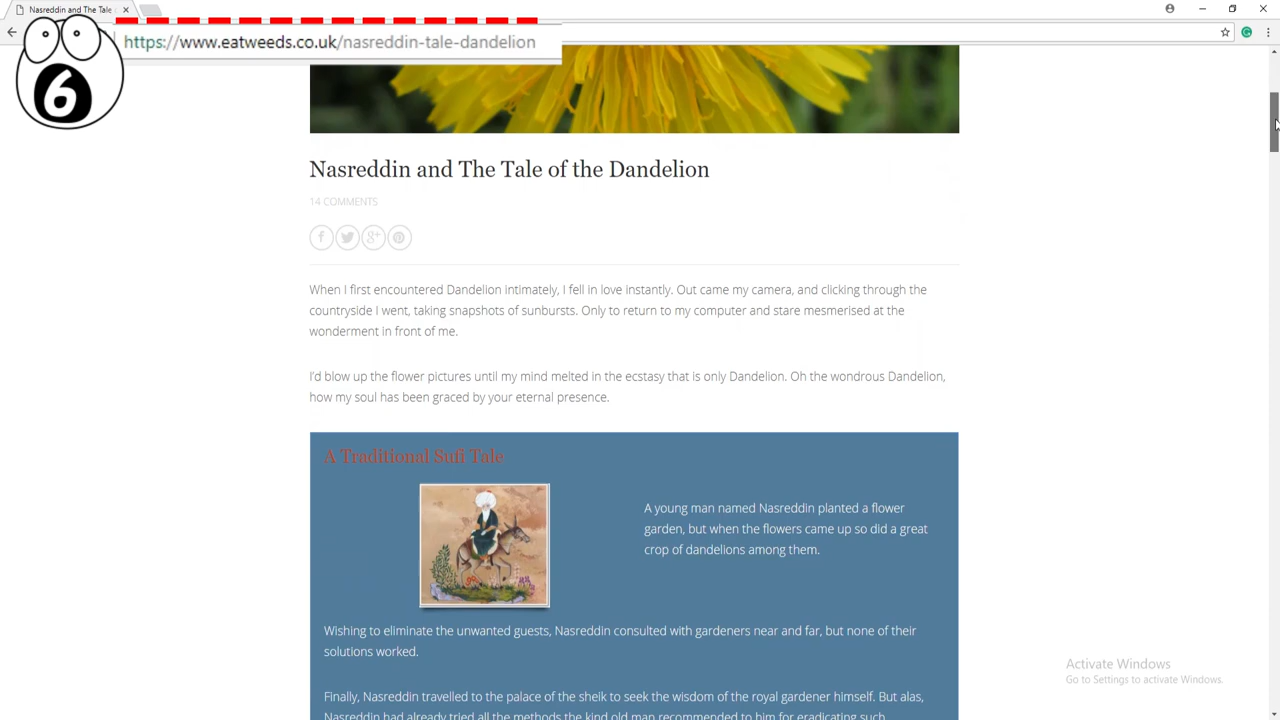 Nasreddin and The Tale
https://www.eatweeds.co.uk/nasreddin-tale-dandelion
6
Nasreddin and The Tale of the Dandelion
14 COMMENTS
When I first encountered Dandelion intimately, I fell in love instantly. Out came my camera, and clicking through the
countryside I went, taking snapshots of sunbursts. Only to return to my computer and stare mesmerised at the
wonderment in front of me.
I'd blow up the flower pictures until my mind melted in the ecstasy that is only Dandelion. Oh the wondrous Dandelion,
how my soul has been graced by your eternal presence.
A Traditional Sufi Tale
A young man named Nasreddin planted a flower
garden, but when the flowers came up so did a great
crop of dandelions among them.
Wishing to eliminate the unwanted guests, Nasreddin consulted with gardeners near and far, but none of their
solutions worked.
Finally, Nasreddin travelled to the palace of the sheik to seek the wisdom of the royal gardener himself. But alas,
Nasreddin had already tried all the methods the kind old man recommended to him for eradicating such
Activate Windows
Go to Settings to activate Windows.